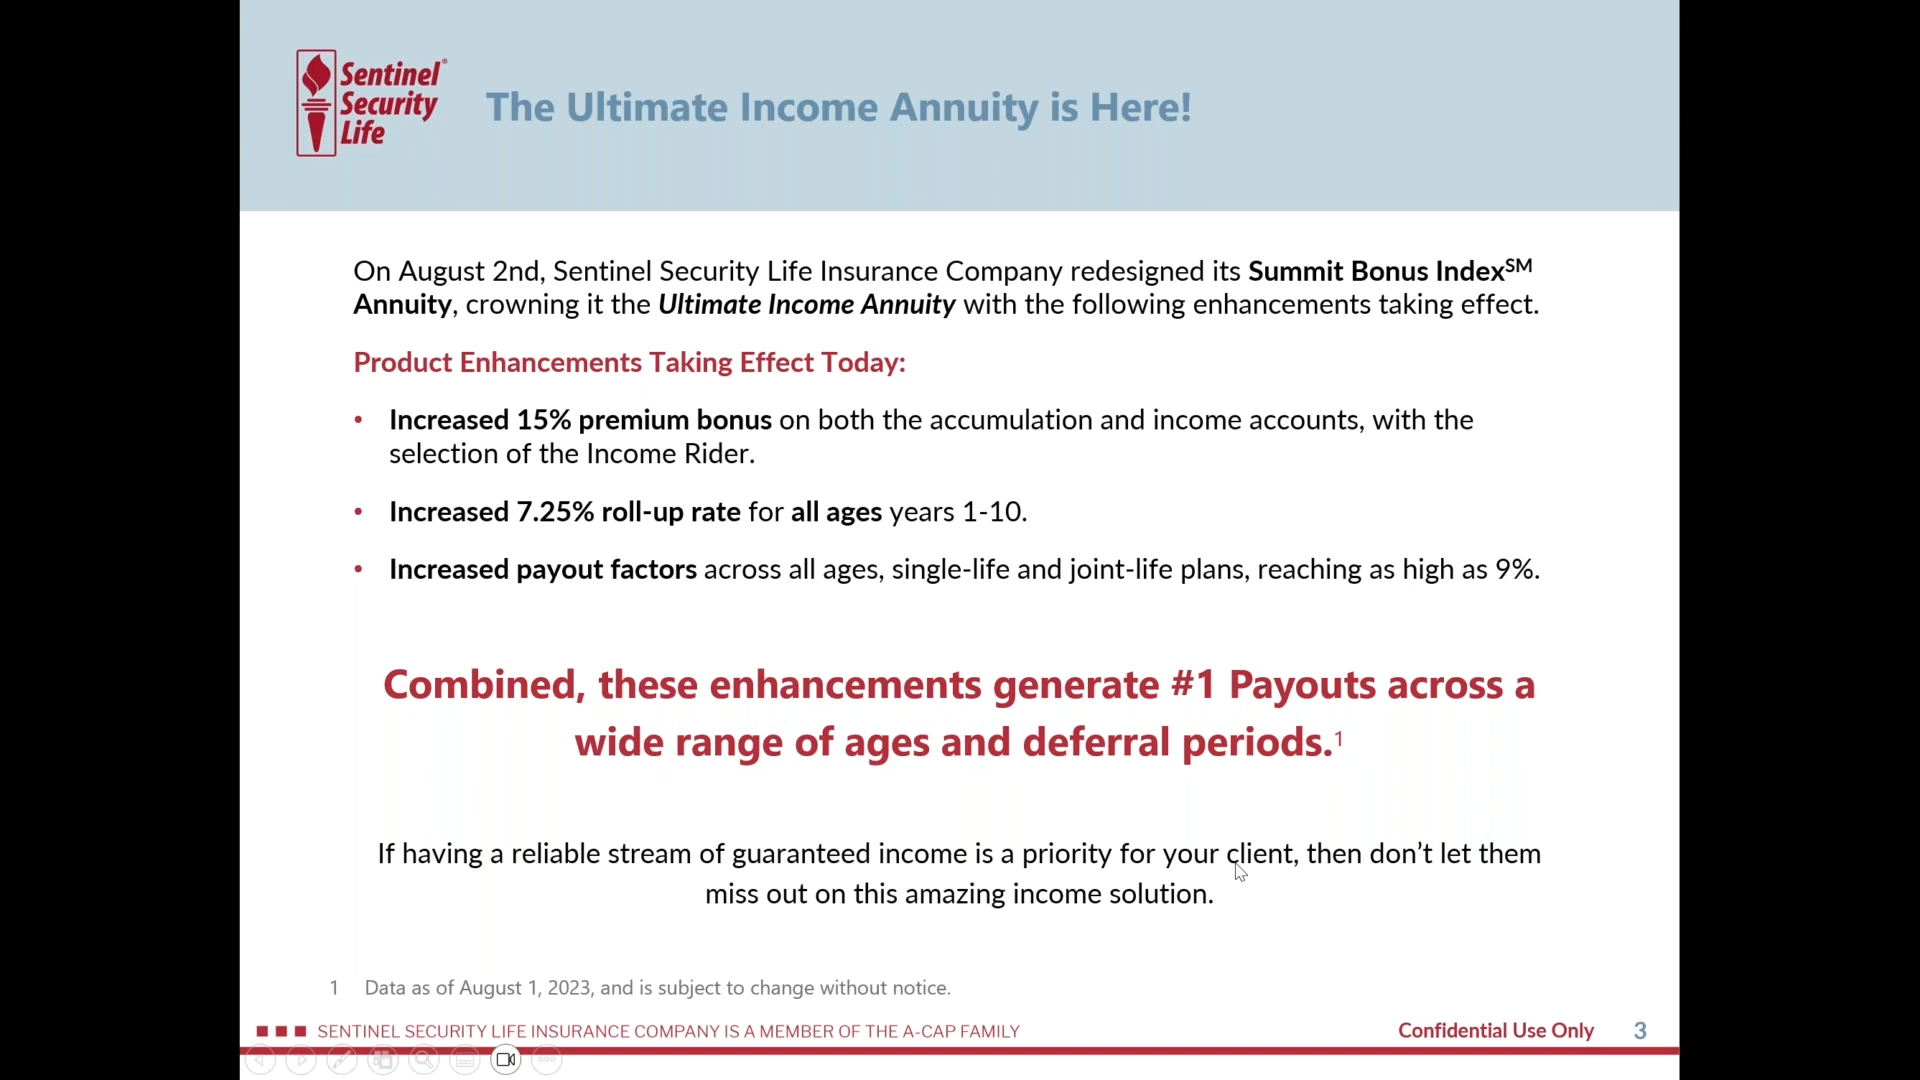 Sentinel®
Security
Life
The Ultimate Income Annuity is Here!
On August 2nd, Sentinel Security Life Insurance Company redesigned its Summit Bonus Index℠
Annuity, crowning it the Ultimate Income Annuity with the following enhancements taking effect.
Product Enhancements Taking Effect Today:
• Increased 15% premium bonus on both the accumulation and income accounts, with the
selection of the Income Rider.
• Increased 7.25% roll-up rate for all ages years 1-10.
• Increased payout factors across all ages, single-life and joint-life plans, reaching as high as 9%.
Combined, these enhancements generate #1 Payouts across a
wide range of ages and deferral periods.1
If having a reliable stream of guaranteed income is a priority for your client, then don’t let them
miss out on this amazing income solution.
1 Data as of August 1, 2023, and is subject to change without notice.
SENTINEL SECURITY LIFE INSURANCE COMPANY IS A MEMBER OF THE A-CAP FAMILY
Confidential Use Only 3